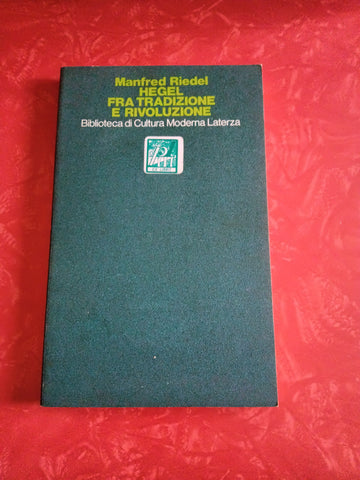 Manfred Riedel
HEGEL
FRA TRADIZIONE
E RIVOLUZIONE
Biblioteca di Cultura Moderna Laterza